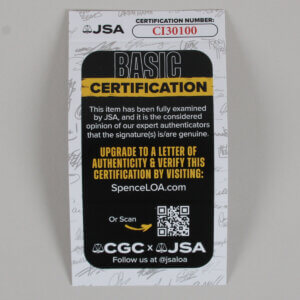 JSA
CERTIFICATION NUMBER:
CI30100
BASIC
CERTIFICATION
This item has been fully examined
by JSA, and it is the considered
opinion of our expert authenticators
that the signature(s) is/are genuine.
UPGRADE TO A LETTER OF
AUTHENTICITY & VERIFY THIS
CERTIFICATION BY VISITING:
SpenceLOA.com
Or Scan
CGC x JSA
Follow us at @jsaloa